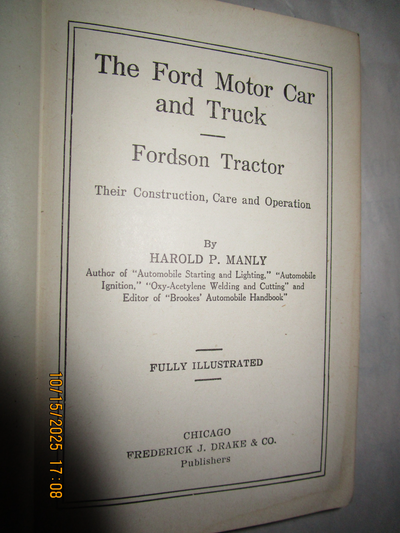 The Ford Motor Car
and Truck
Fordson Tractor
Their Construction, Care and Operation
By
HAROLD P. MANLY
Author of "Automobile Starting and Lighting," "Automobile
Ignition," "Oxy-Acetylene Welding and Cutting" and
Editor of "Brookes' Automobile Handbook"
FULLY ILLUSTRATED
CHICAGO
FREDERICK J. DRAKE & CO.
Publishers
10/15/2025 17:08